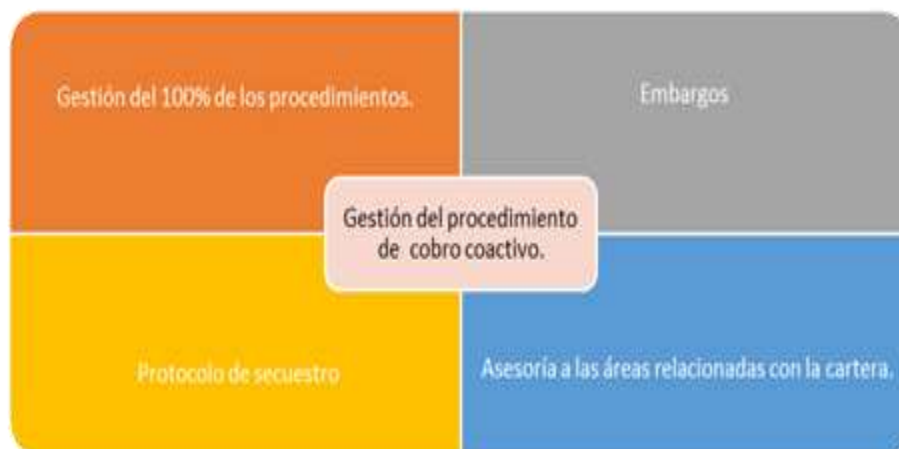 Gestión del 100% de los procedimientos.
Embargos
Gestión del procedimiento
de cobro coactivo.
Protocolo de secuestro
Asesoría a las áreas relacionadas con la cartera.